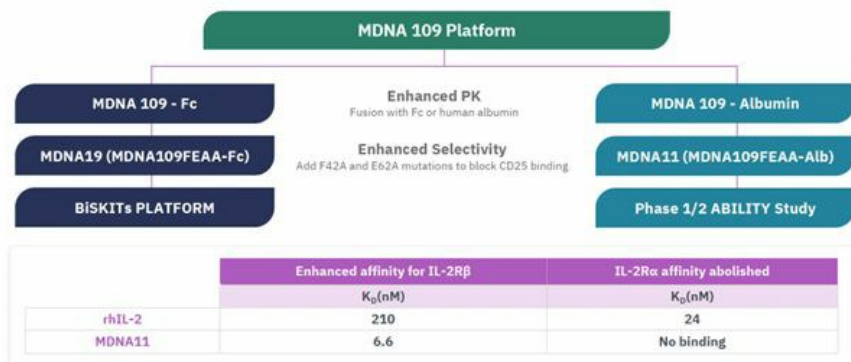 MDNA 109 Platform
MDNA 109 - Fc
Enhanced PK
Fusion with Fc or human albumin
MDNA 109 - Albumin
MDNA19 (MDNA109FEAA-Fc)
Enhanced Selectivity
Add F42A and E62A mutations to block CD25 binding
MDNA11 (MDNA109FEAA-Alb)
BiSKITs PLATFORM
Phase 1/2 ABILITY Study
Enhanced affinity for IL-2Rβ IL-2Rα affinity abolished
K_D(nM) K_D(nM)
rhIL-2 210 24
MDNA11 6.6 No binding